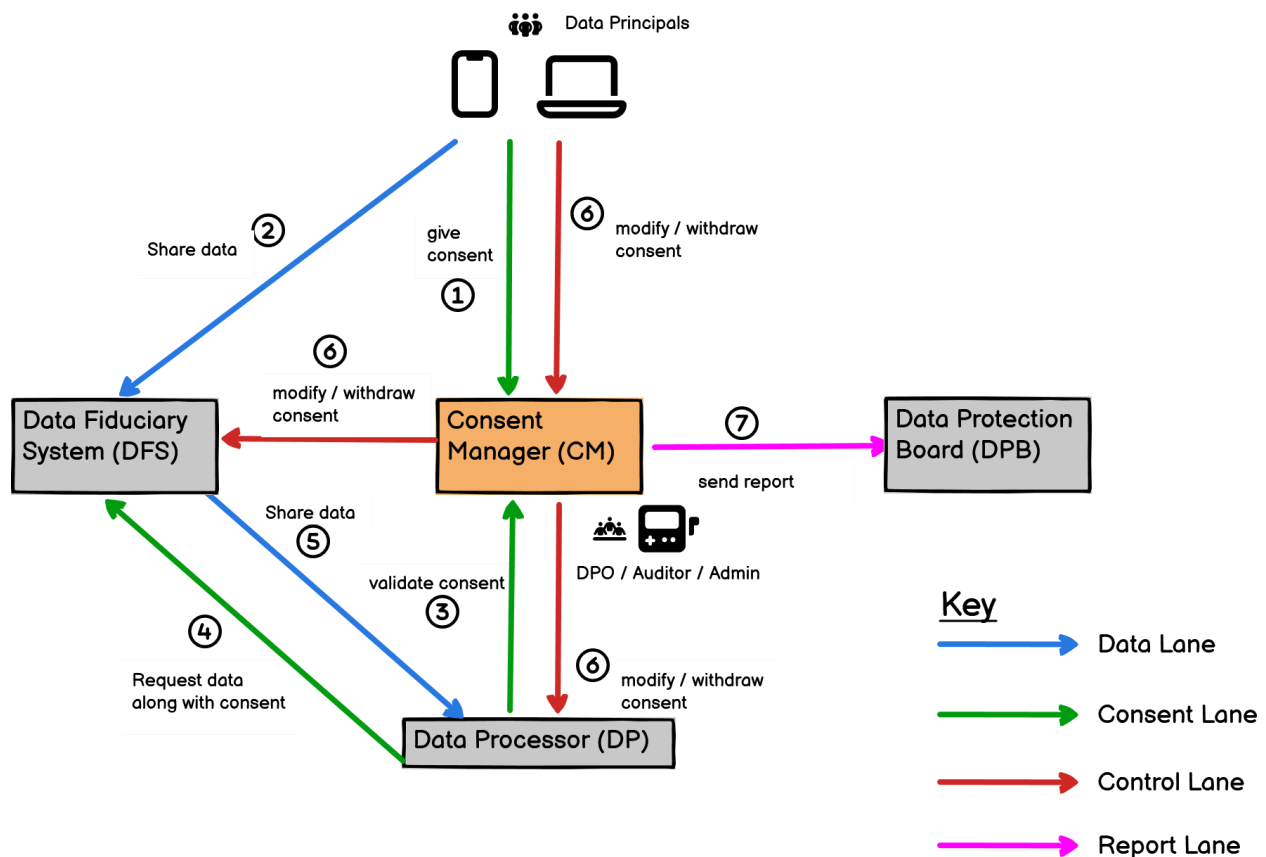 Data Principals
2
Share data
give
consent
1
6
modify / withdraw
consent
6
modify / withdraw
consent
Data Fiduciary
System (DFS)
Consent
Manager (CM)
7
send report
Data Protection
Board (DPB)
Share data
5
validate consent
3
DPO / Auditor / Admin
4
Request data
along with consent
6
modify / withdraw
consent
Data Processor (DP)
Key
Data Lane
Consent Lane
Control Lane
Report Lane